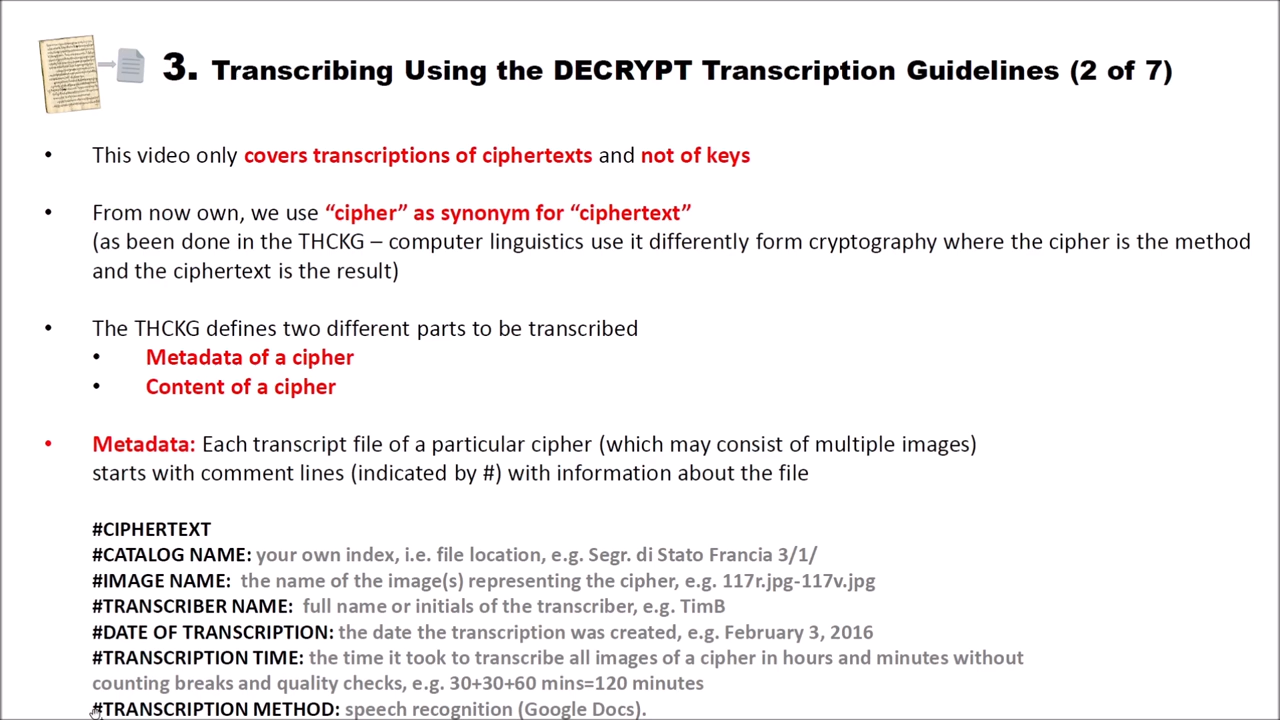 3. Transcribing Using the DECRYPT Transcription Guidelines (2 of 7)
• This video only covers transcriptions of ciphertexts and not of keys
• From now own, we use “cipher” as synonym for “ciphertext”
(as been done in the THCKG – computer linguistics use it differently form cryptography where the cipher is the method
and the ciphertext is the result)
• The THCKG defines two different parts to be transcribed
• Metadata of a cipher
• Content of a cipher
• Metadata: Each transcript file of a particular cipher (which may consist of multiple images)
starts with comment lines (indicated by #) with information about the file
#CIPHERTEXT
#CATALOG NAME: your own index, i.e. file location, e.g. Segr. di Stato Francia 3/1/
#IMAGE NAME: the name of the image(s) representing the cipher, e.g. 117r.jpg-117v.jpg
#TRANSCRIBER NAME: full name or initials of the transcriber, e.g. TimB
#DATE OF TRANSCRIPTION: the date the transcription was created, e.g. February 3, 2016
#TRANSCRIPTION TIME: the time it took to transcribe all images of a cipher in hours and minutes without
counting breaks and quality checks, e.g. 30+30+60 mins=120 minutes
#TRANSCRIPTION METHOD: speech recognition (Google Docs).